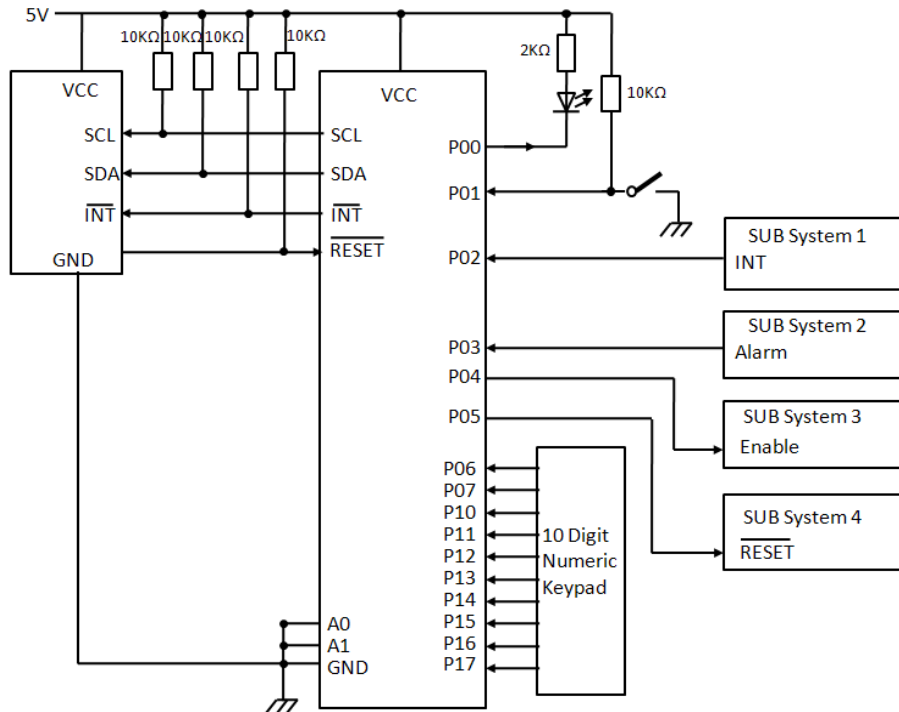 5V
10KΩ
10KΩ
10KΩ
10KΩ
2KΩ
10KΩ
VCC
SCL
SDA
INT
GND
VCC
SCL
SDA
INT
RESET
A0
A1
GND
P00
P01
P02
P03
P04
P05
P06
P07
P10
P11
P12
P13
P14
P15
P16
P17
10 Digit
Numeric
Keypad
SUB System 1
INT
SUB System 2
Alarm
SUB System 3
Enable
SUB System 4
RESET